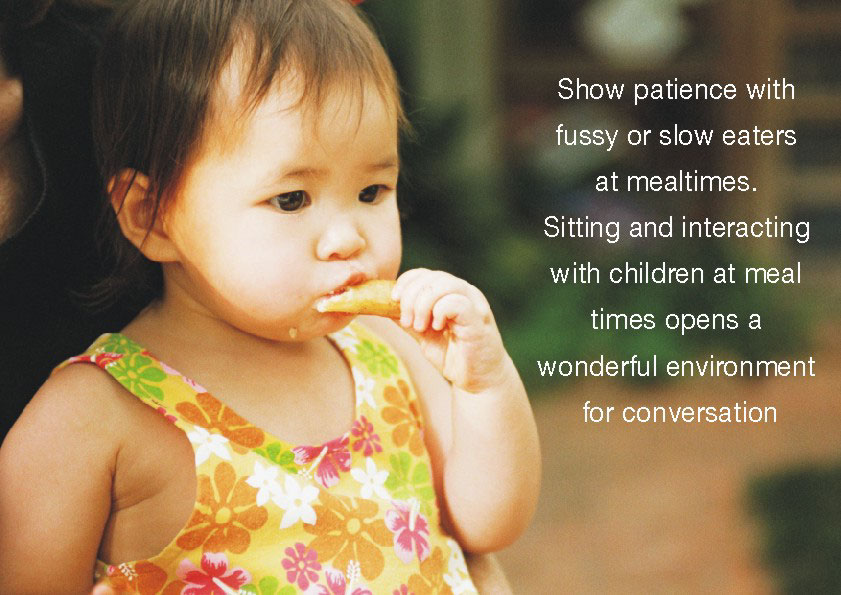 Show patience with
fussy or slow eaters
at mealtimes.
Sitting and interacting
with children at meal
times opens a
wonderful environment
for conversation